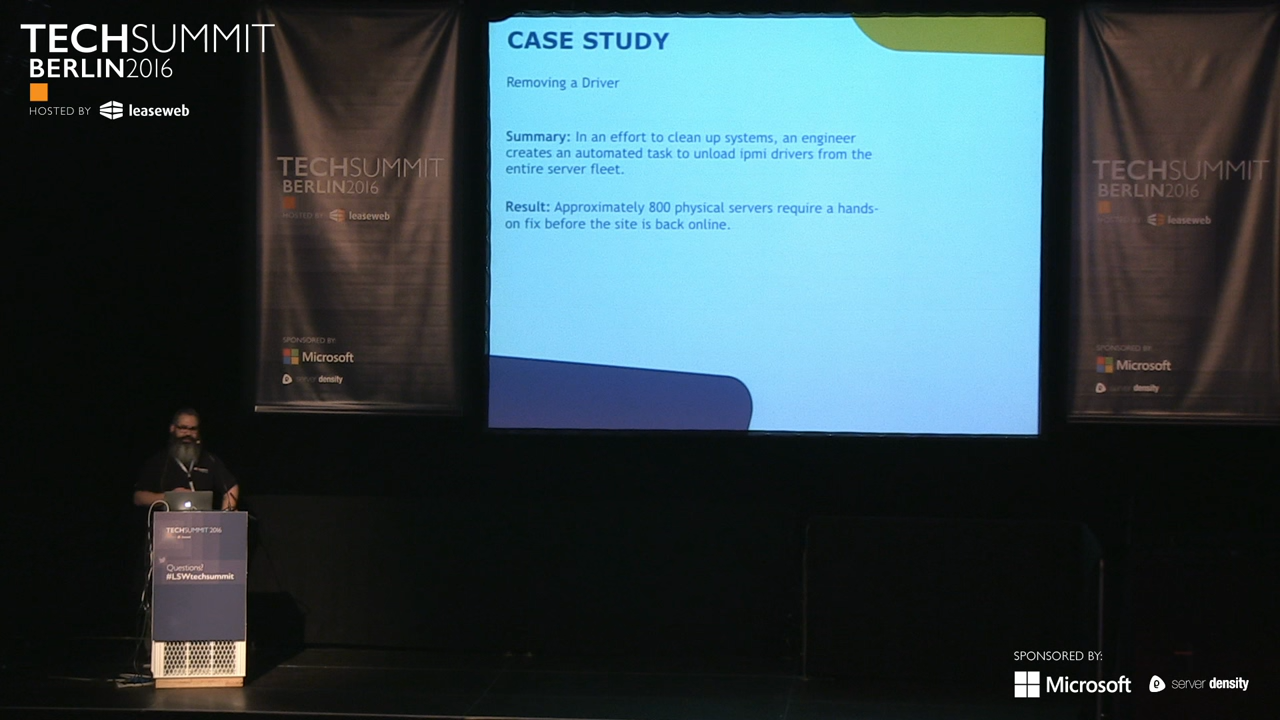 TECHSUMMIT
BERLIN2016
HOSTED BY leaseweb
TECHSUMMIT
BERLIN2016
HOSTED BY leaseweb
SPONSORED BY:
Microsoft
server density
CASE STUDY
Removing a Driver
Summary: In an effort to clean up systems, an engineer
creates an automated task to unload ipmi drivers from the
entire server fleet.
Result: Approximately 800 physical servers require a hands-
on fix before the site is back online.
TECHSUMMIT
BERLIN2016
HOSTED BY leaseweb
SPONSORED BY:
Microsoft
server density
TECHSUMMIT 2016
Questions?
#LSWtechsummit
SPONSORED BY:
Microsoft
server density